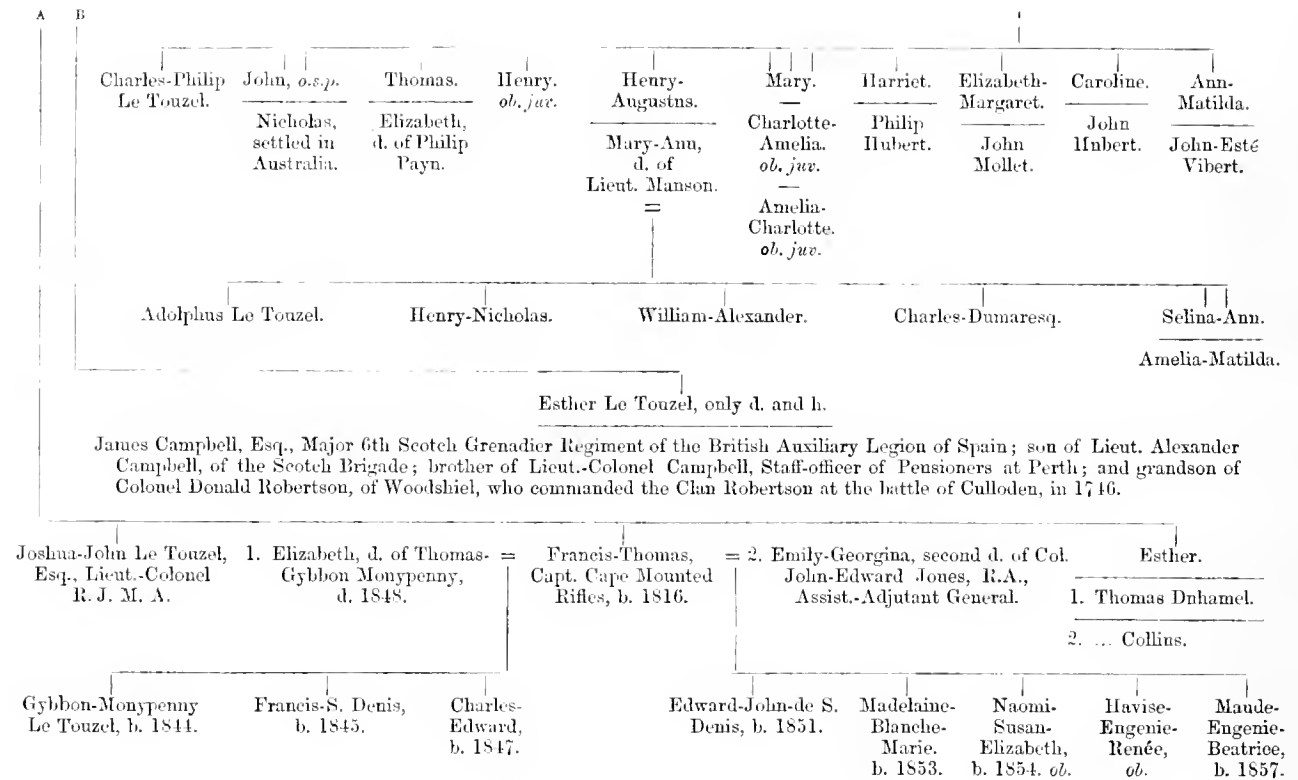 A B
Charles-Philip
Le Touzel.
John, o.s.p.
Nicholas,
settled in
Australia.
Thomas.
Elizabeth,
d. of Philip
Payn.
Henry.
ob. juv.
Henry-
Augustus.
Mary-Ann,
d. of
Lieut. Manson.
=
Mary.
Charlotte-
Amelia.
ob. juv.
Amelia-
Charlotte.
ob. juv.
Harriet.
Philip
Hubert.
Elizabeth-
Margaret.
John
Mollet.
Caroline.
John
Hubert.
Ann-
Matilda.
John-Esté
Vibert.
Adolphus Le Touzel.
Henry-Nicholas.
William-Alexander.
Charles-Dumaresq.
Selina-Ann.
Amelia-Matilda.
Esther Le Touzel, only d. and h.
James Campbell, Esq., Major 6th Scotch Grenadier Regiment of the British Auxiliary Legion of Spain; son of Lieut. Alexander
Campbell, of the Scotch Brigade; brother of Lieut.-Colonel Campbell, Staff-officer of Pensioners at Perth; and grandson of
Colonel Donald Robertson, of Woodshiel, who commanded the Clan Robertson at the battle of Culloden, in 1746.
Joshua-John Le Touzel,
Esq., Lieut.-Colonel
R. J. M. A.
1. Elizabeth, d. of Thomas-
Gybbon Monypenny,
d. 1848.
=
Francis-Thomas,
Capt. Cape Mounted
Rifles, b. 1816.
= 2. Emily-Georgina, second d. of Col.
John-Edward Jones, R.A.,
Assist.-Adjutant General.
Esther.
1. Thomas Duhamel.
2. ... Collins.
Gybbon-Monypenny
Le Touzel, b. 1844.
Francis-S. Denis,
b. 1845.
Charles-
Edward,
b. 1847.
Edward-John-de S.
Denis, b. 1851.
Madelaine-
Blanche-
Marie.
b. 1853.
Naomi-
Susan-
Elizabeth,
b. 1854. ob.
Havise-
Eugenie-
Renée,
ob.
Maude-
Eugenie-
Beatrice,
b. 1857.